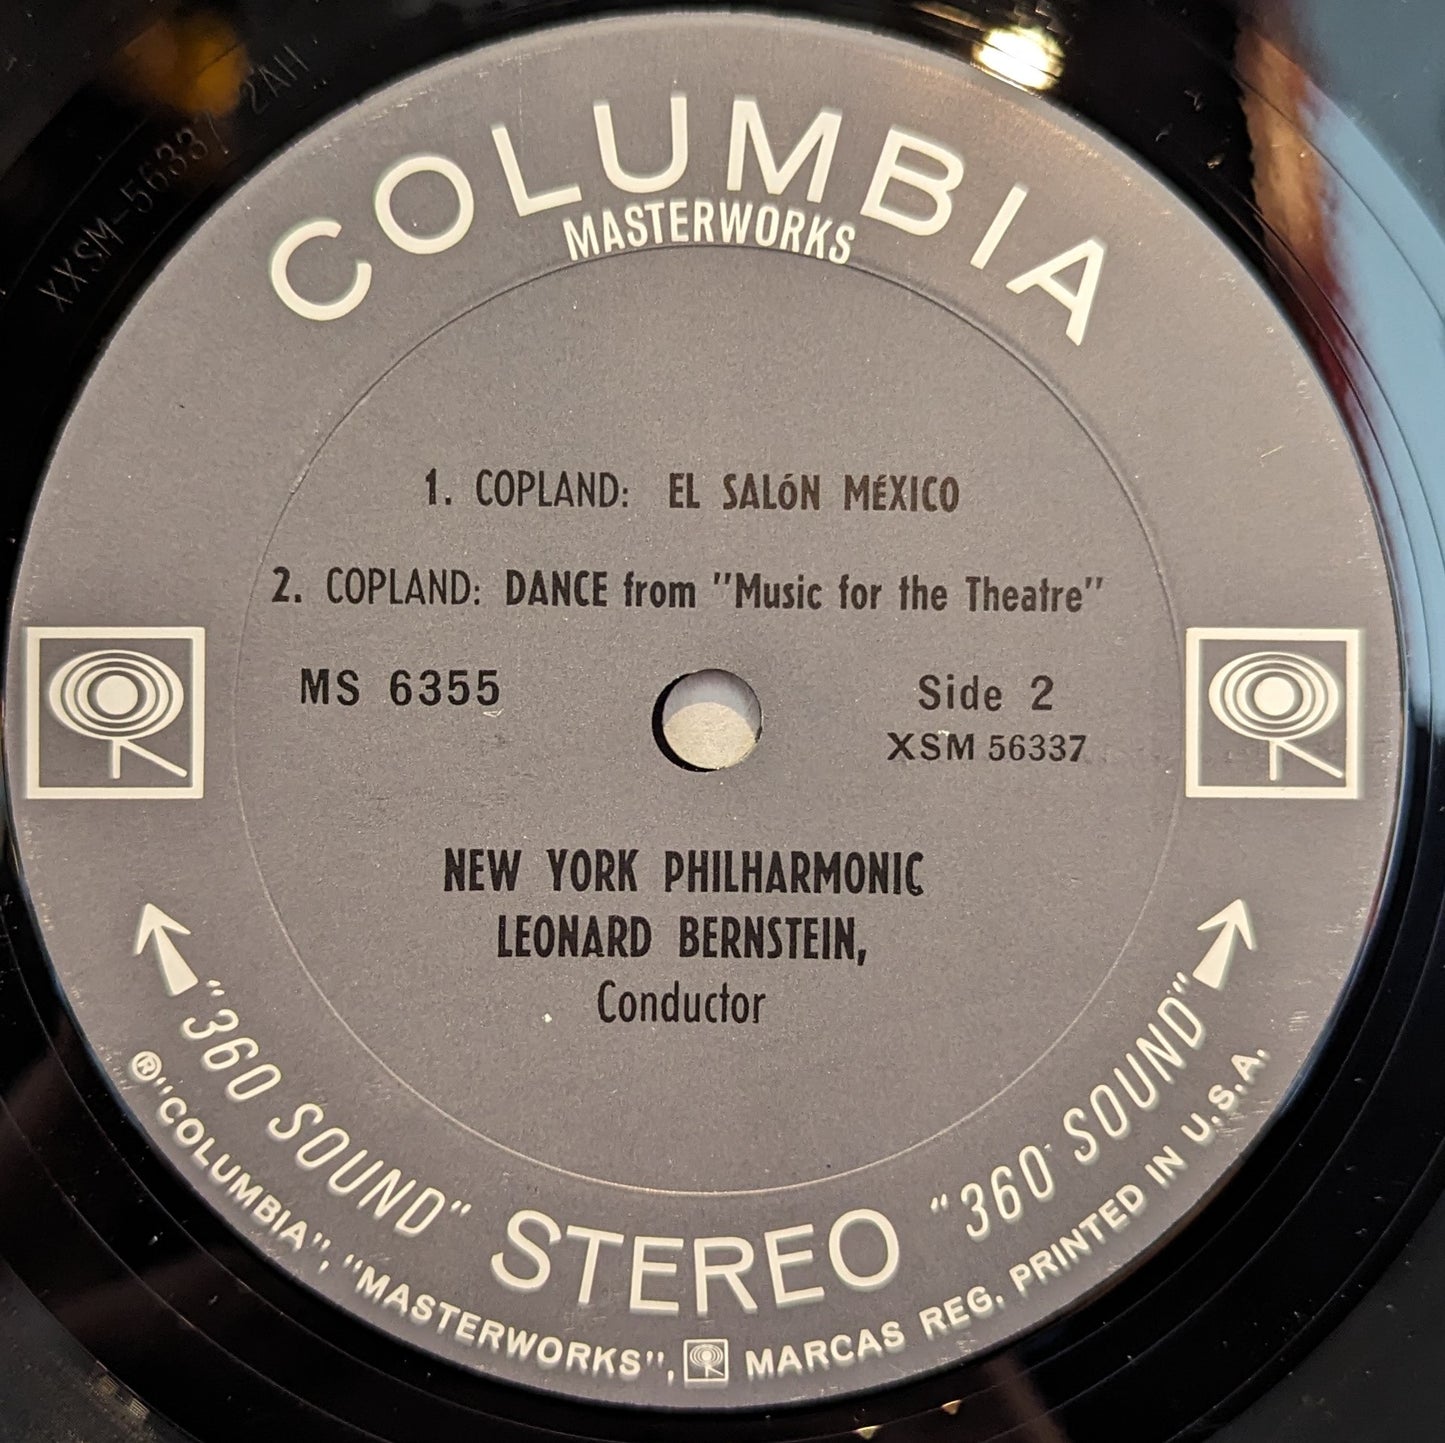 COLUMBIA
MASTERWORKS
1. COPLAND: EL SALÓN MÉXICO
2. COPLAND: DANCE from "Music for the Theatre"
MS 6355
Side 2
XSM 56337
NEW YORK PHILHARMONIC
LEONARD BERNSTEIN,
Conductor
"360 SOUND"
STEREO
"360 SOUND"
®"COLUMBIA", "MASTERWORKS", MARCAS REG. PRINTED IN U.S.A.
2AH